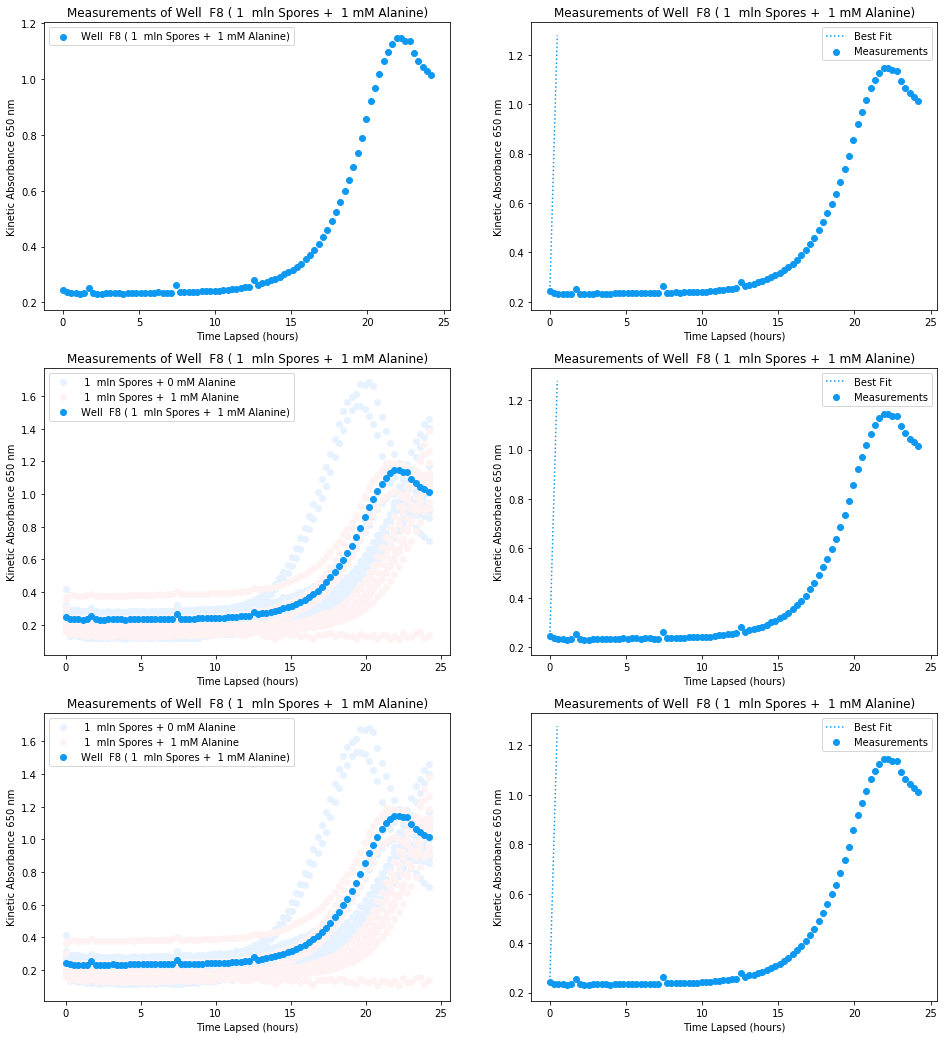 Measurements of Well  F8 ( 1  mln Spores +  1 mM Alanine)
Kinetic Absorbance 650 nm
1.2
1.0
0.8
0.6
0.4
0.2
Well  F8 ( 1  mln Spores +  1 mM Alanine)
0 5 10 15 20 25
Time Lapsed (hours)
Measurements of Well  F8 ( 1  mln Spores +  1 mM Alanine)
Kinetic Absorbance 650 nm
1.2
1.0
0.8
0.6
0.4
0.2
Best Fit
Measurements
0 5 10 15 20 25
Time Lapsed (hours)
Measurements of Well  F8 ( 1  mln Spores +  1 mM Alanine)
Kinetic Absorbance 650 nm
1.6
1.4
1.2
1.0
0.8
0.6
0.4
0.2
1  mln Spores + 0 mM Alanine
1  mln Spores +  1 mM Alanine
Well  F8 ( 1  mln Spores +  1 mM Alanine)
0 5 10 15 20 25
Time Lapsed (hours)
Measurements of Well  F8 ( 1  mln Spores +  1 mM Alanine)
Kinetic Absorbance 650 nm
1.2
1.0
0.8
0.6
0.4
0.2
Best Fit
Measurements
0 5 10 15 20 25
Time Lapsed (hours)
Measurements of Well  F8 ( 1  mln Spores +  1 mM Alanine)
Kinetic Absorbance 650 nm
1.6
1.4
1.2
1.0
0.8
0.6
0.4
0.2
1  mln Spores + 0 mM Alanine
1  mln Spores +  1 mM Alanine
Well  F8 ( 1  mln Spores +  1 mM Alanine)
0 5 10 15 20 25
Time Lapsed (hours)
Measurements of Well  F8 ( 1  mln Spores +  1 mM Alanine)
Kinetic Absorbance 650 nm
1.2
1.0
0.8
0.6
0.4
0.2
Best Fit
Measurements
0 5 10 15 20 25
Time Lapsed (hours)